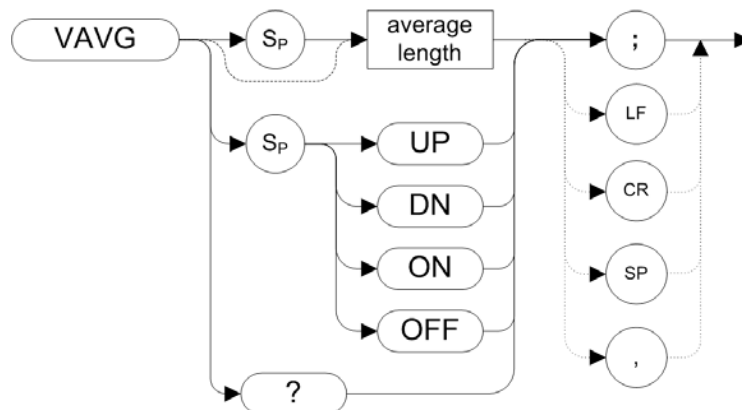 VAVG
SP
average
length
;
LF
SP
UP
CR
DN
ON
SP
OFF
,
?